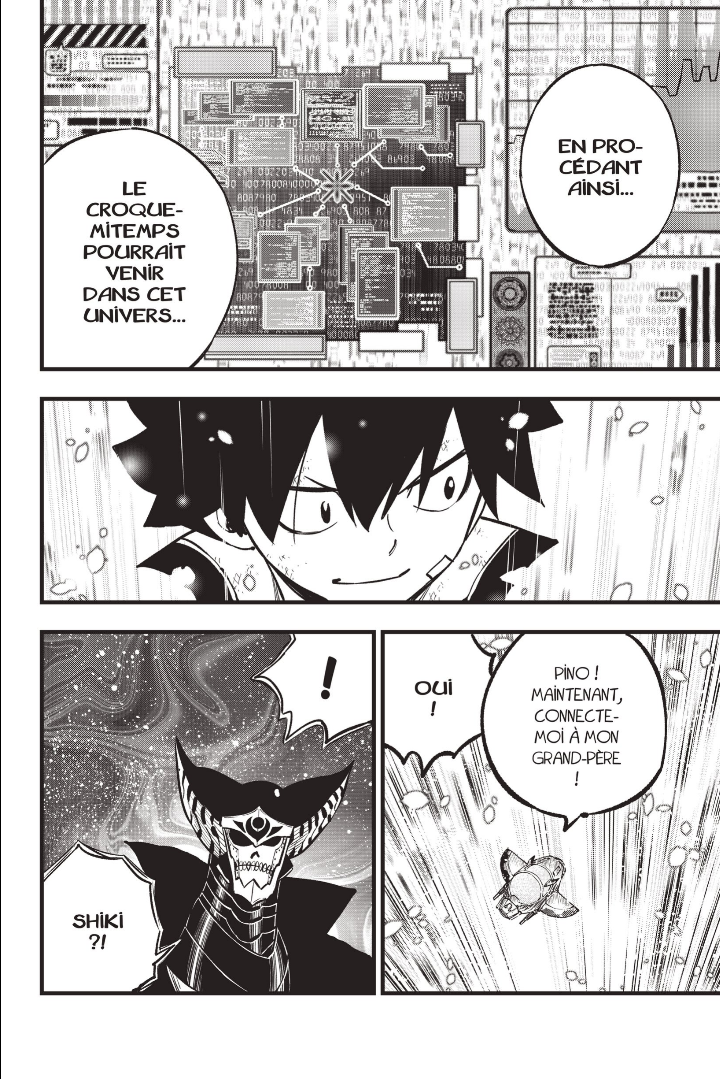 EN PRO-
CÉDANT
AINSI...
LE
CROQUE-
MITEMPS
POURRAIT
VENIR
DANS CET
UNIVERS...
PINO !
MAINTENANT,
CONNECTE-
MOI À MON
GRAND-PÈRE
!
OUI
!
!
SHIKI
?!